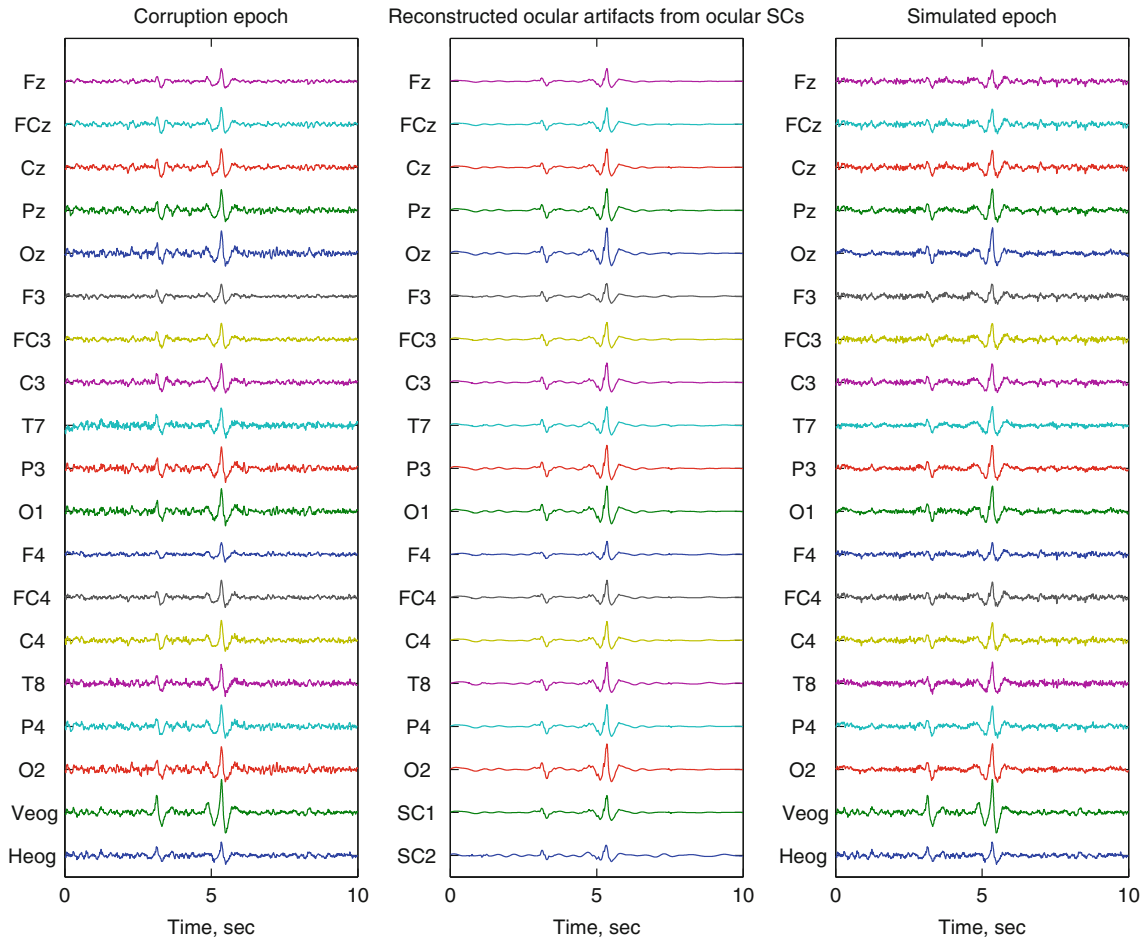 Corruption epoch
Fz
FCz
Cz
Pz
Oz
F3
FC3
C3
T7
P3
O1
F4
FC4
C4
T8
P4
O2
Veog
Heog
0 5 10
Time, sec
Reconstructed ocular artifacts from ocular SCs
Fz
FCz
Cz
Pz
Oz
F3
FC3
C3
T7
P3
O1
F4
FC4
C4
T8
P4
O2
SC1
SC2
0 5 10
Time, sec
Simulated epoch
Fz
FCz
Cz
Pz
Oz
F3
FC3
C3
T7
P3
O1
F4
FC4
C4
T8
P4
O2
Veog
Heog
0 5 10
Time, sec